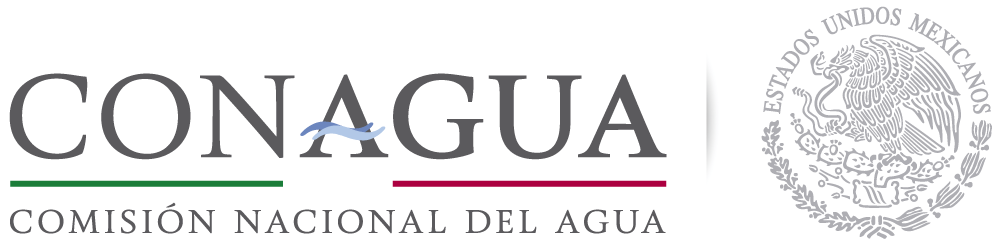 CONAGUA
COMISIÓN NACIONAL DEL AGUA
ESTADOS UNIDOS MEXICANOS